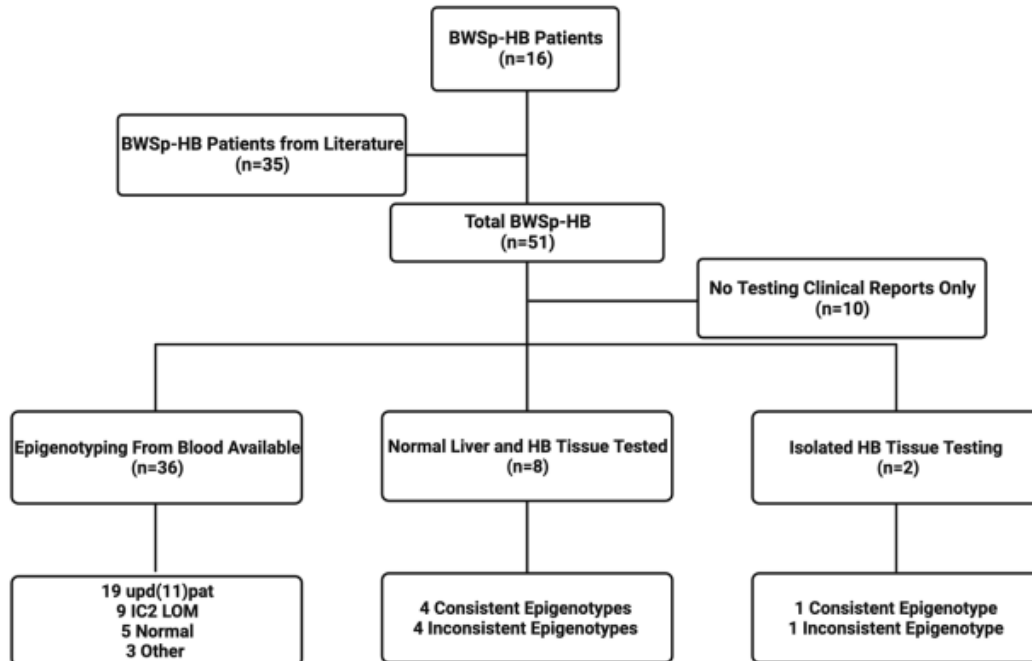 BWSp-HB Patients
(n=16)
BWSp-HB Patients from Literature
(n=35)
Total BWSp-HB
(n=51)
No Testing Clinical Reports Only
(n=10)
Epigenotyping From Blood Available
(n=36)
Normal Liver and HB Tissue Tested
(n=8)
Isolated HB Tissue Testing
(n=2)
19 upd(11)pat
9 IC2 LOM
5 Normal
3 Other
4 Consistent Epigenotypes
4 Inconsistent Epigenotypes
1 Consistent Epigenotype
1 Inconsistent Epigenotype